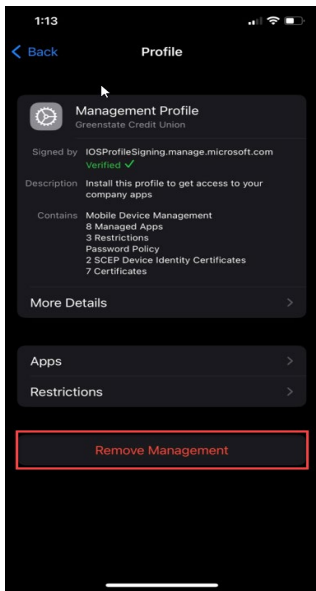 1:13
Back
Profile
Management Profile
Greenstate Credit Union
Signed by IOSProfileSigning.manage.microsoft.com
Verified ✓
Description Install this profile to get access to your
company apps
Contains Mobile Device Management
8 Managed Apps
3 Restrictions
Password Policy
2 SCEP Device Identity Certificates
7 Certificates
More Details
Apps
Restrictions
Remove Management